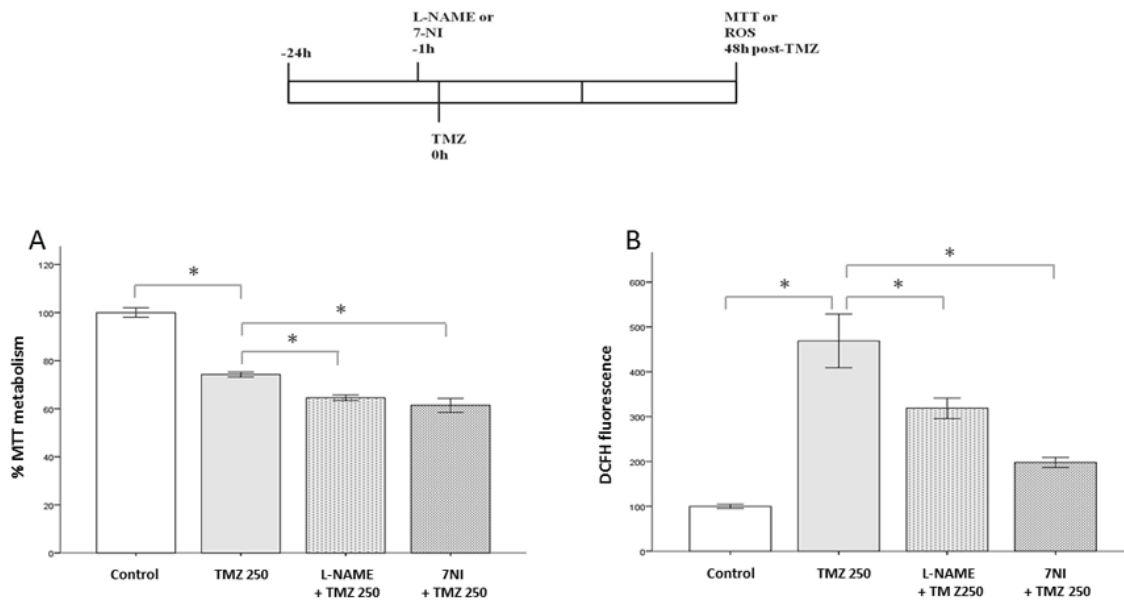 L-NAME or
7-NI
-1h
MTT or
ROS
48h post-TMZ
-24h
TMZ
0h
A
120
100
80
60
40
20
0
% MTT metabolism
*
*
*
Control
TMZ 250
L-NAME
+ TMZ 250
7NI
+ TMZ 250
B
600
500
400
300
200
100
0
DCFH fluorescence
*
*
*
Control
TMZ 250
L-NAME
+ TM Z250
7NI
+ TMZ 250